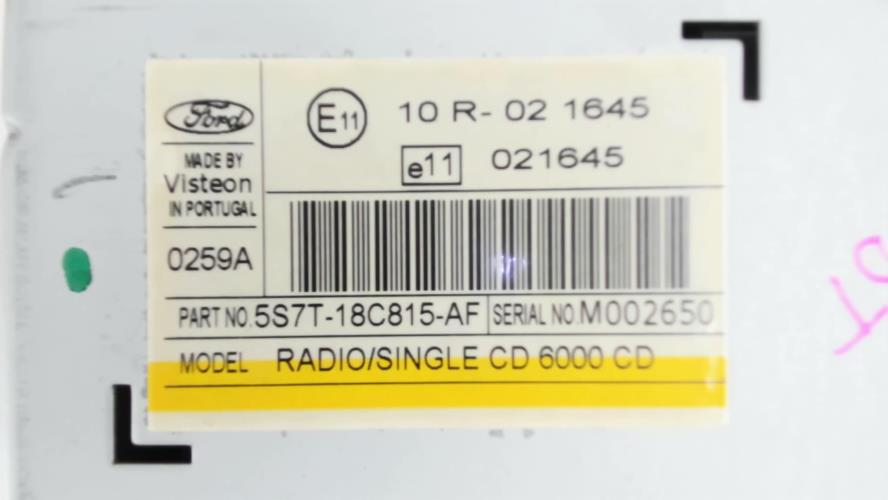 Ford
MADE BY
Visteon
IN PORTUGAL
0259A
E11 10 R- 02 1645
e11 021645
PART NO. 5S7T-18C815-AF SERIAL NO. M002650
MODEL RADIO/SINGLE CD 6000 CD